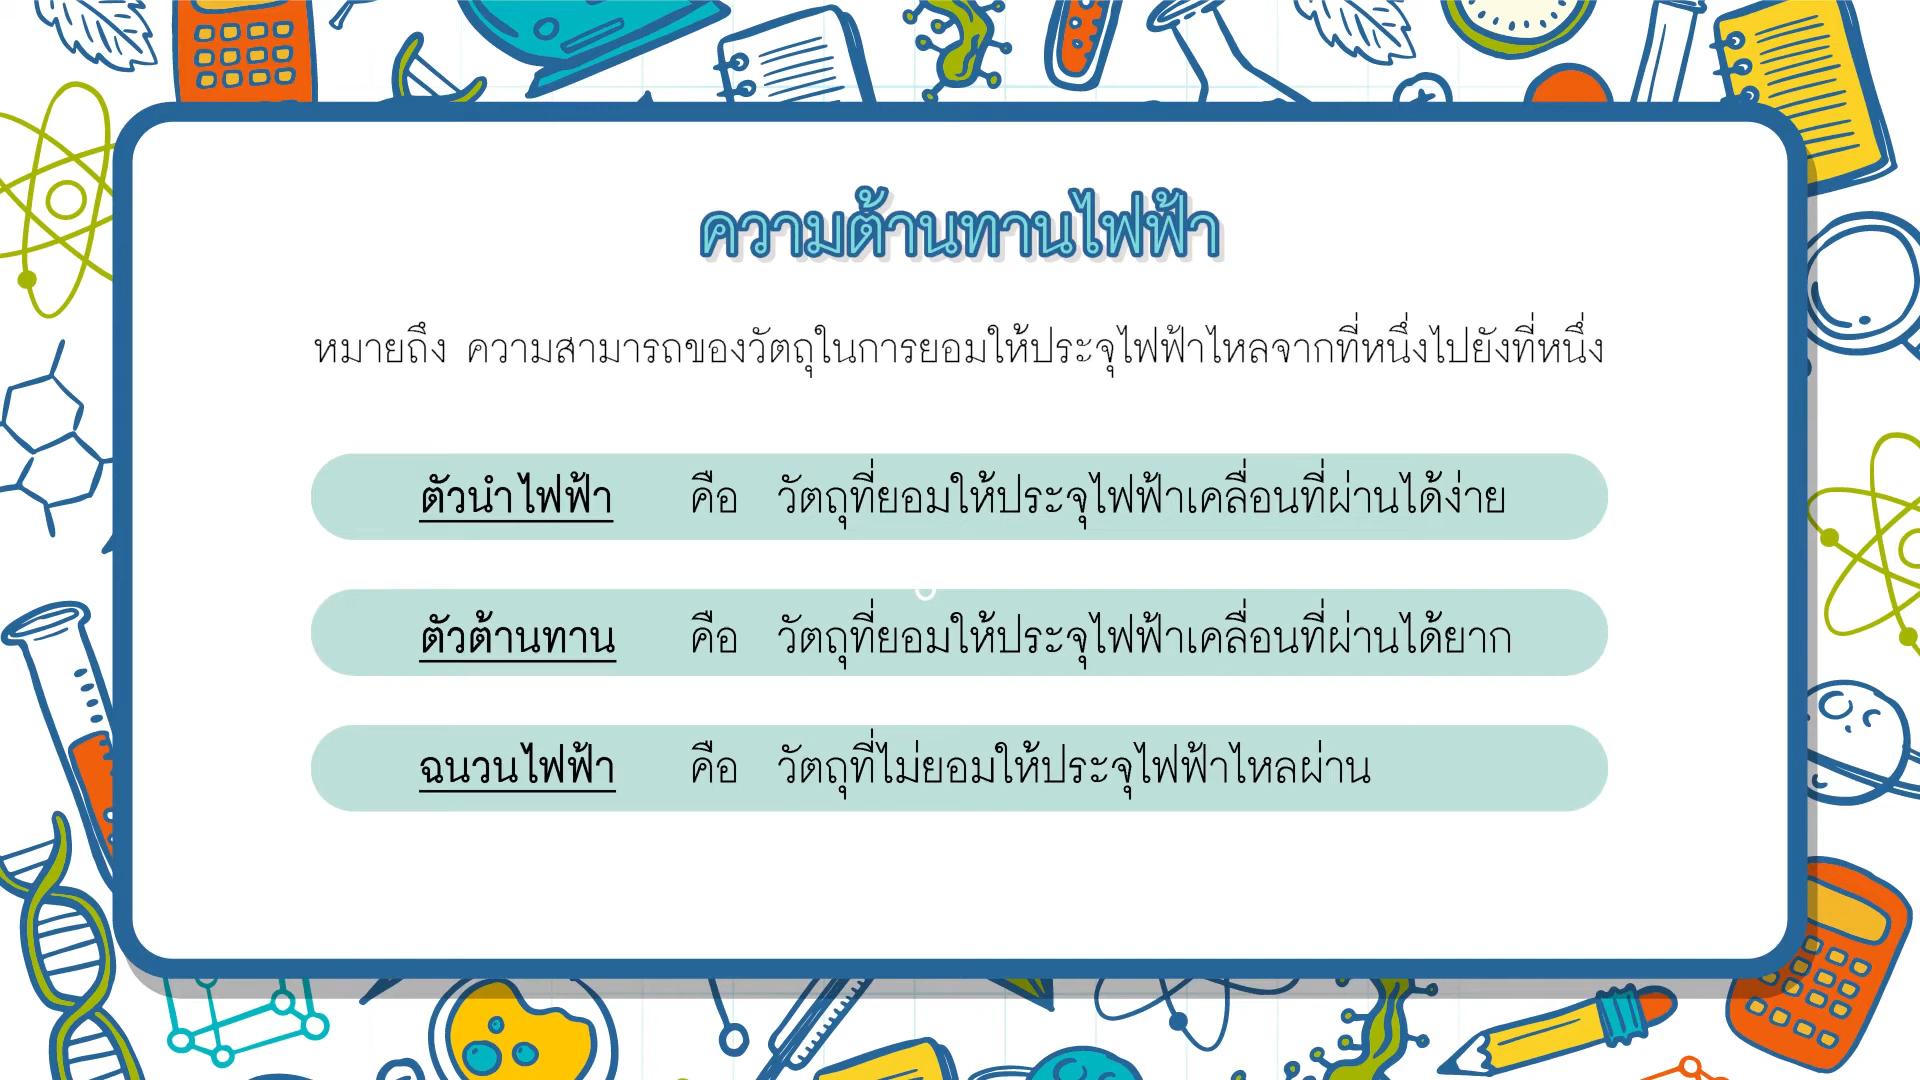 ความต้านทานไฟฟ้า
หมายถึง ความสามารถของวัตถุในการยอมให้ประจุไฟฟ้าไหลจากที่หนึ่งไปยังที่หนึ่ง
ตัวนำไฟฟ้า คือ วัตถุที่ยอมให้ประจุไฟฟ้าเคลื่อนที่ผ่านได้ง่าย
ตัวต้านทาน คือ วัตถุที่ยอมให้ประจุไฟฟ้าเคลื่อนที่ผ่านได้ยาก
ฉนวนไฟฟ้า คือ วัตถุที่ไม่ยอมให้ประจุไฟฟ้าไหลผ่าน